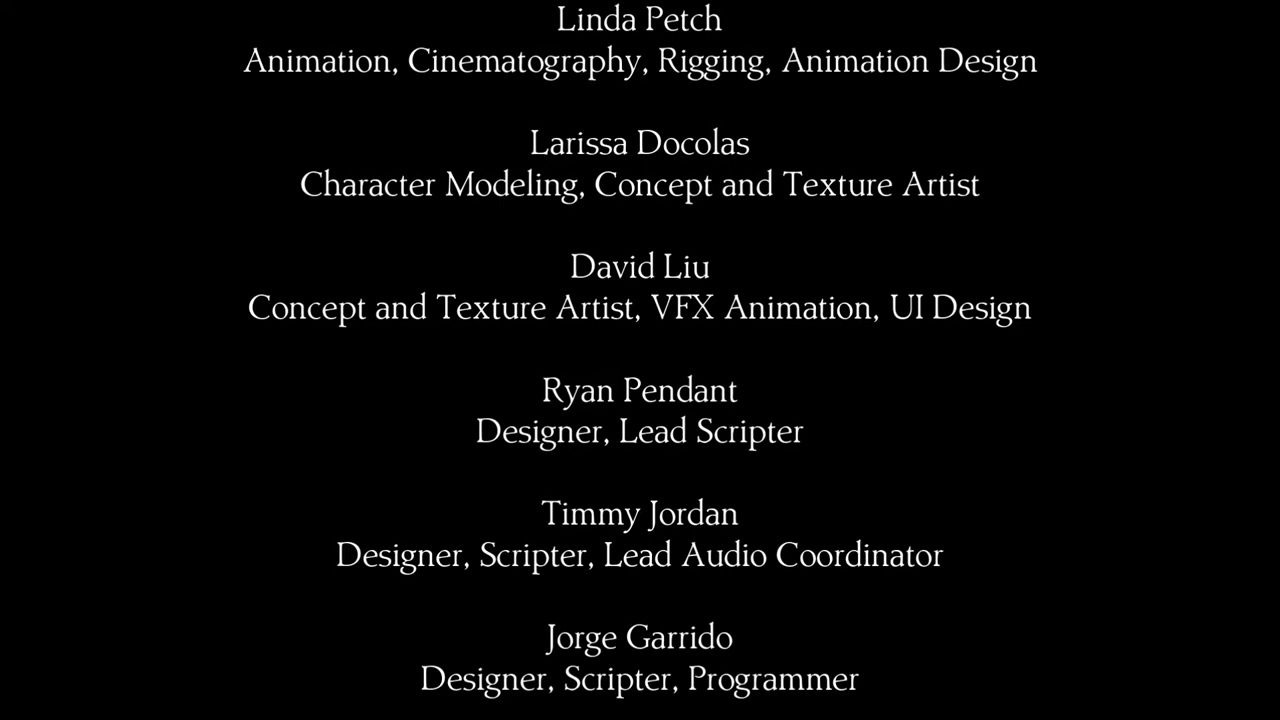 Linda Petch
Animation, Cinematography, Rigging, Animation Design
Larissa Docolas
Character Modeling, Concept and Texture Artist
David Liu
Concept and Texture Artist, VFX Animation, UI Design
Ryan Pendant
Designer, Lead Scripter
Timmy Jordan
Designer, Scripter, Lead Audio Coordinator
Jorge Garrido
Designer, Scripter, Programmer